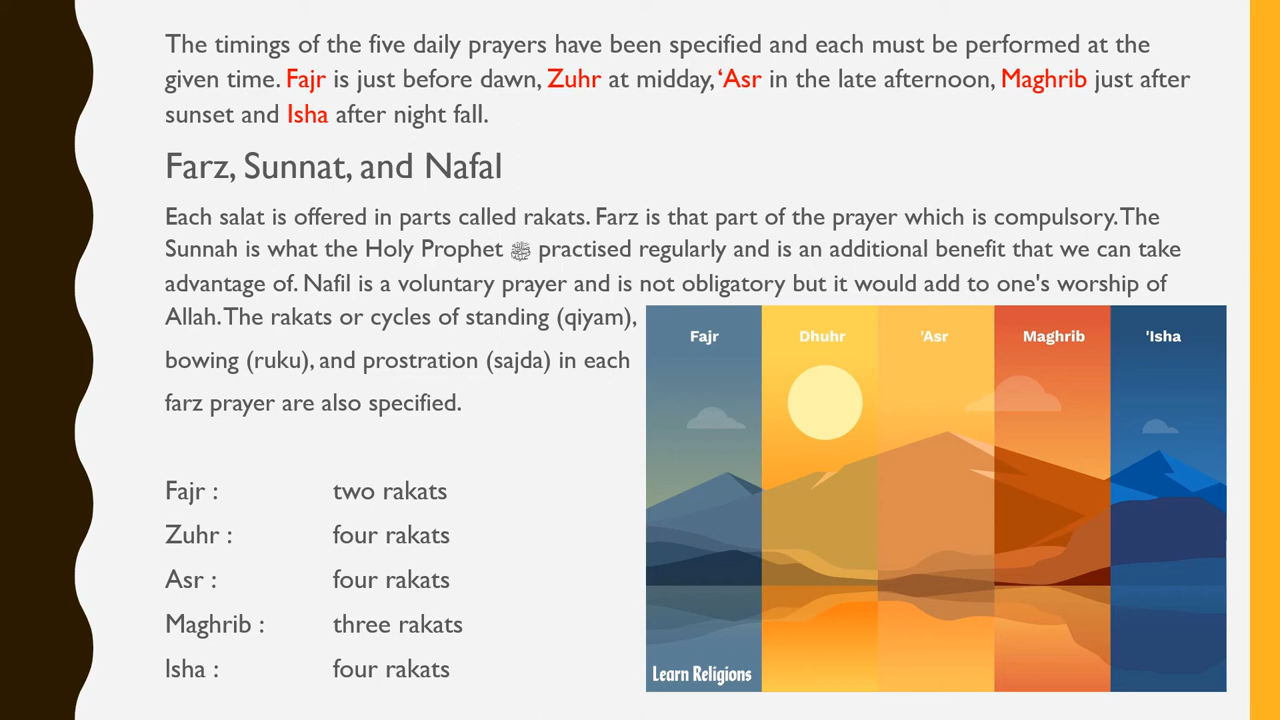 The timings of the five daily prayers have been specified and each must be performed at the
given time. Fajr is just before dawn, Zuhr at midday, ‘Asr in the late afternoon, Maghrib just after
sunset and Isha after night fall.
Farz, Sunnat, and Nafal
Each salat is offered in parts called rakats. Farz is that part of the prayer which is compulsory. The
Sunnah is what the Holy Prophet ﷺ practised regularly and is an additional benefit that we can take
advantage of. Nafil is a voluntary prayer and is not obligatory but it would add to one's worship of
Allah. The rakats or cycles of standing (qiyam),
bowing (ruku), and prostration (sajda) in each
farz prayer are also specified.
Fajr : two rakats
Zuhr : four rakats
Asr : four rakats
Maghrib : three rakats
Isha : four rakats
Fajr Dhuhr 'Asr Maghrib 'Isha
Learn Religions